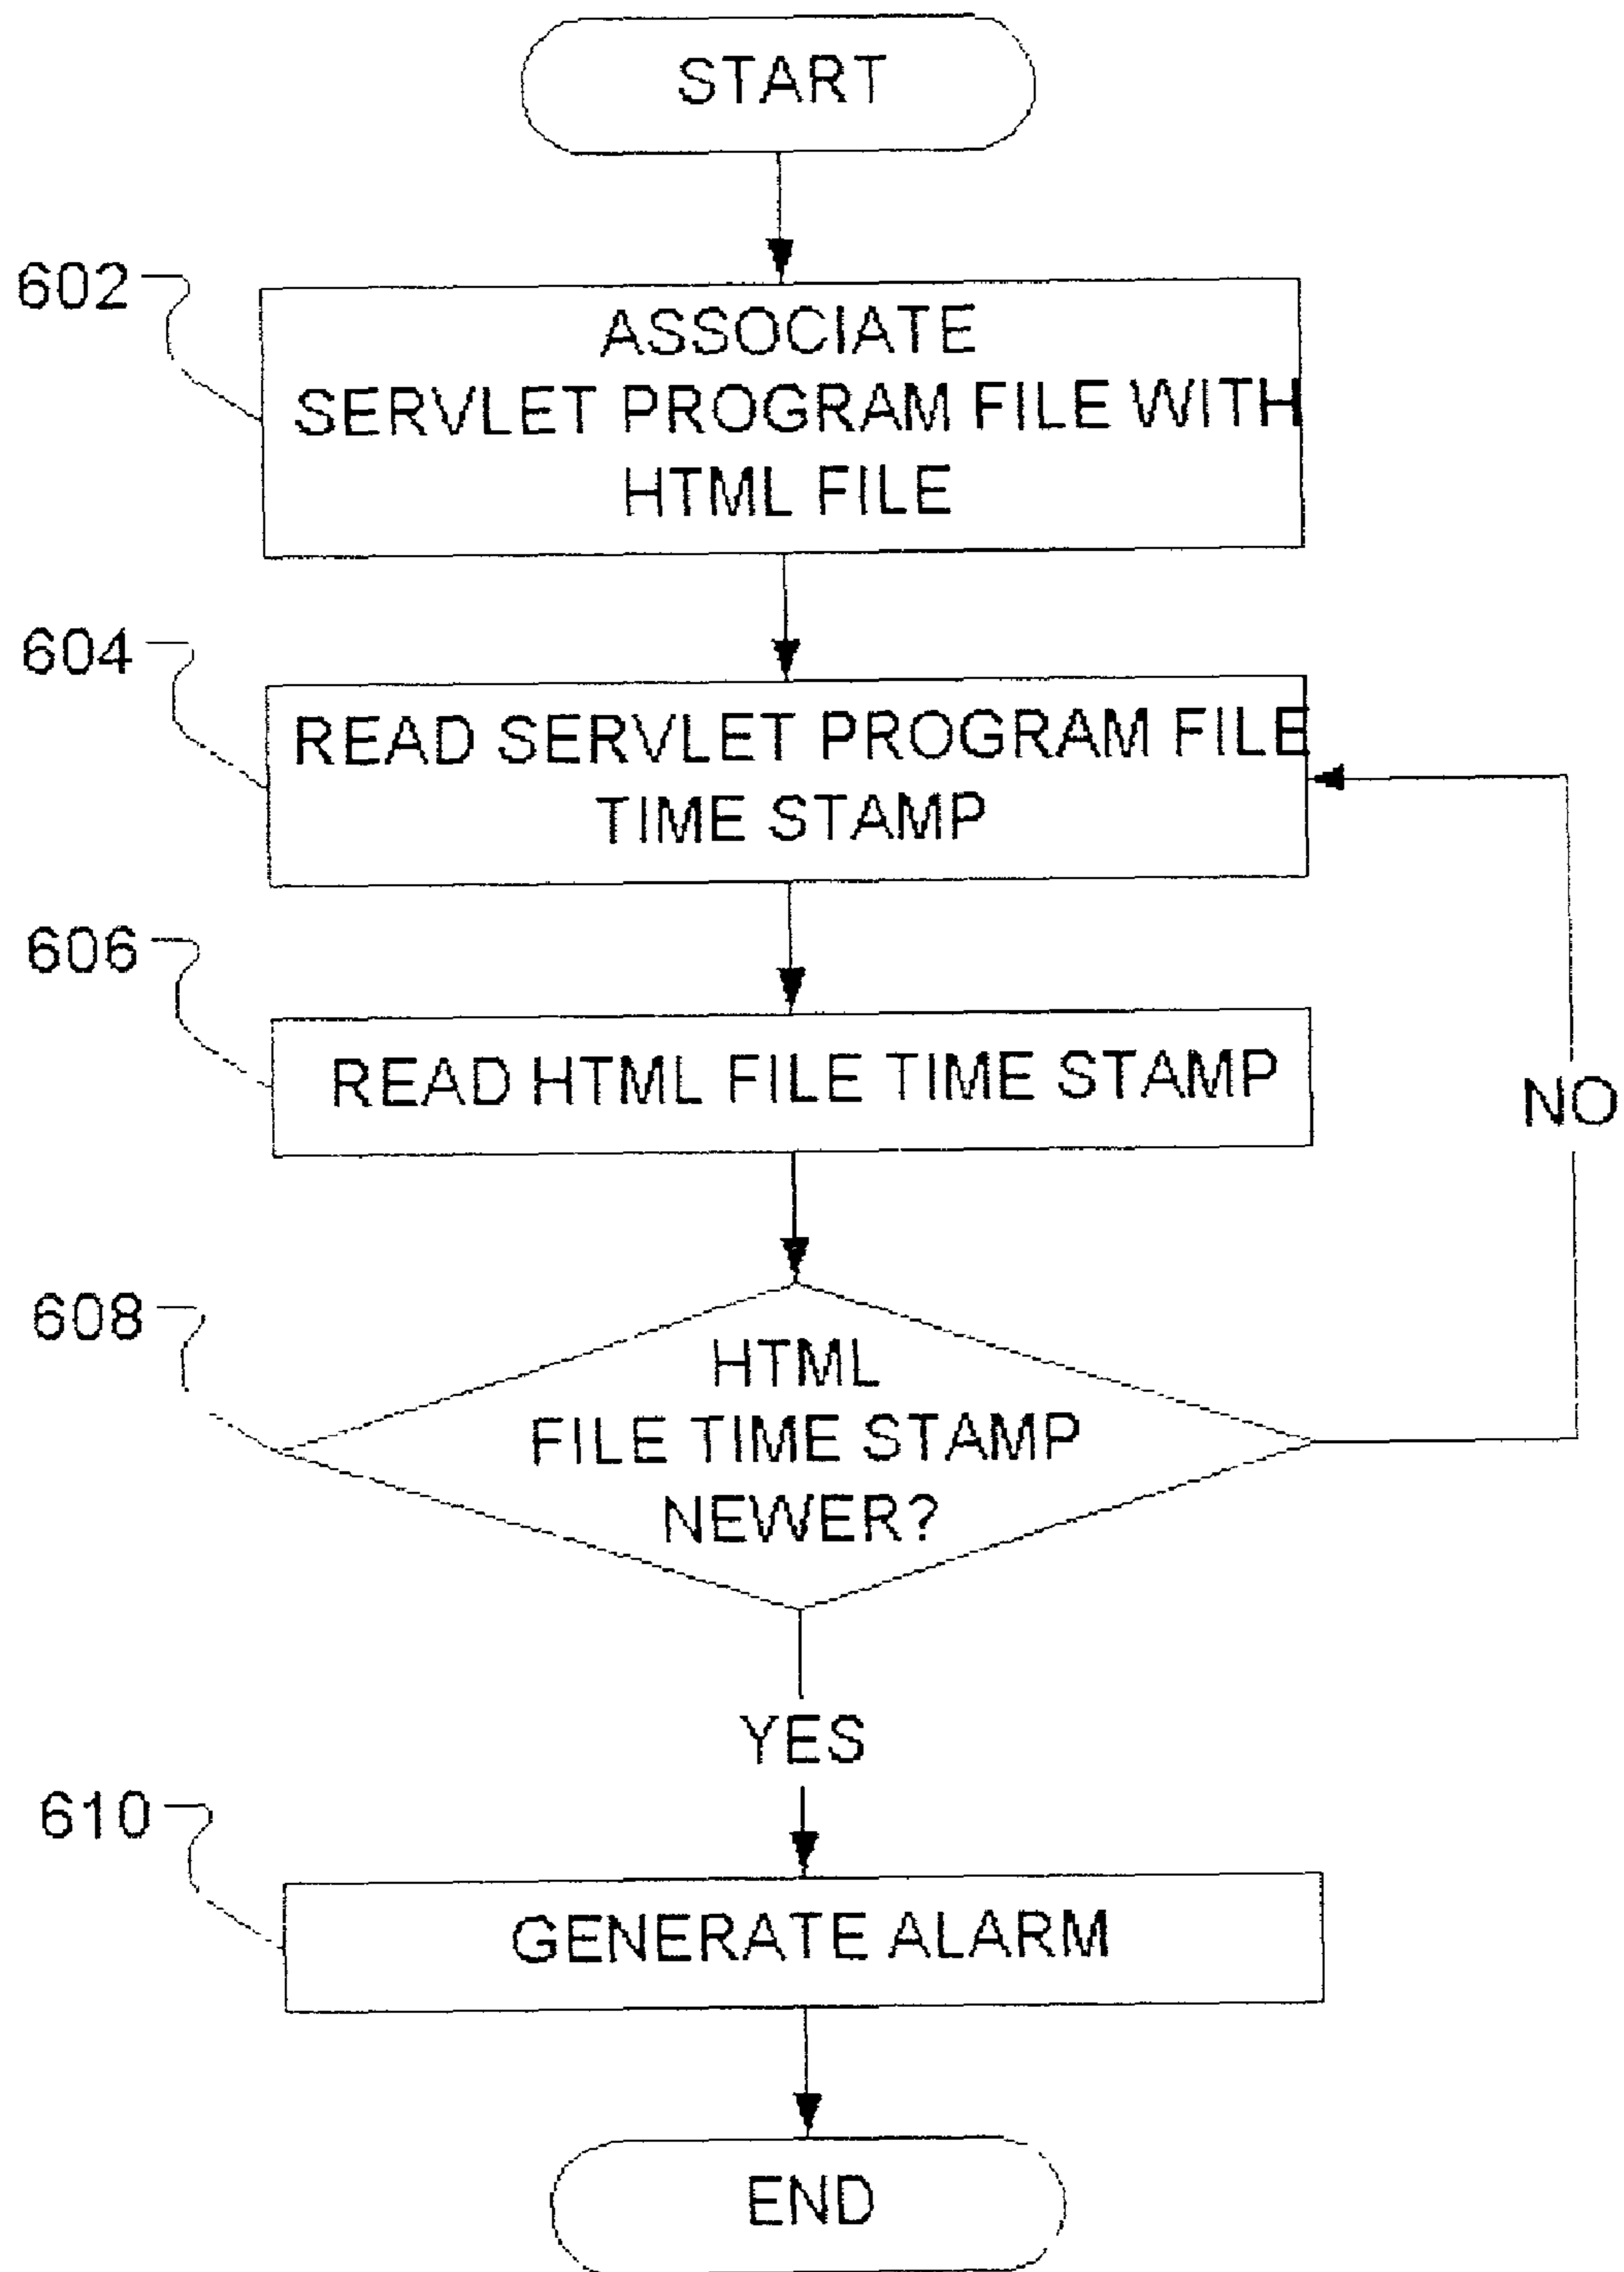 START
602
ASSOCIATE
SERVLET PROGRAM FILE WITH
HTML FILE
604
READ SERVLET PROGRAM FILE
TIME STAMP
606
READ HTML FILE TIME STAMP
NO
608
HTML
FILE TIME STAMP
NEWER?
YES
610
GENERATE ALARM
END